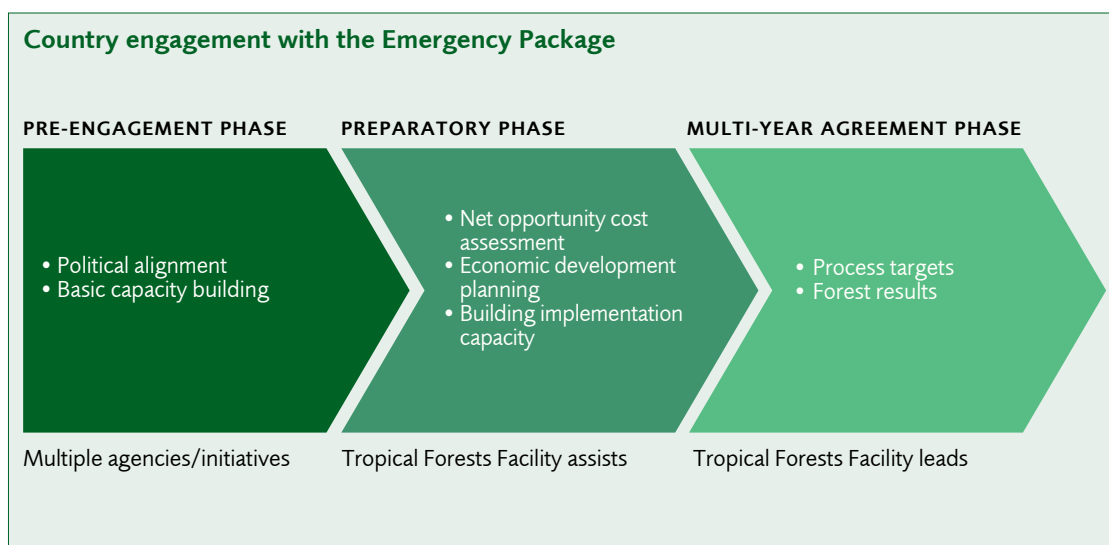 Country engagement with the Emergency Package
PRE-ENGAGEMENT PHASE
• Political alignment
• Basic capacity building
Multiple agencies/initiatives
PREPARATORY PHASE
• Net opportunity cost
assessment
• Economic development
planning
• Building implementation
capacity
Tropical Forests Facility assists
MULTI-YEAR AGREEMENT PHASE
• Process targets
• Forest results
Tropical Forests Facility leads